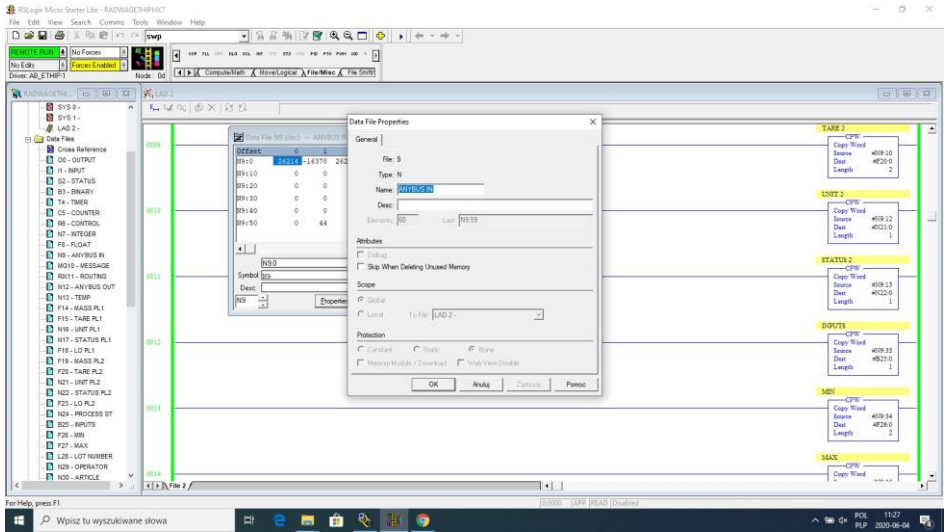 RSLogix Micro Starter Lite - RADWAGETHIPHX7
File Edit View Search Comms Tools Window Help
swp
REMOTE RUN No Forces
No Edits Forces Enabled
Driver: AB_ETHIP-1 Node : 0d
Compute/Math Move/Logical File/Misc File Shift/
RADWAGETHI...
LAD 2
SYS 0 -
SYS 1 -
LAD 2 -
Data Files
Cross Reference
O0 - OUTPUT
I1 - INPUT
S2 - STATUS
B3 - BINARY
T4 - TIMER
C5 - COUNTER
R6 - CONTROL
N7 - INTEGER
F8 - FLOAT
N9 - ANYBUS IN
MG10 - MESSAGE
RIX11 - ROUTING
N12 - ANYBUS OUT
N13 - TEMP
F14 - MASS PL1
F15 - TARE PL1
N16 - UNIT PL1
N17 - STATUS PL1
F18 - LO PL1
F19 - MASS PL2
F20 - TARE PL2
N21 - UNIT PL2
N22 - STATUS PL2
F23 - LO PL2
N24 - PROCESS ST
B25 - INPUTS
F26 - MIN
F27 - MAX
L28 - LOT NUMBER
N29 - OPERATOR
N30 - ARTICLE
0009
0010
0011
0012
0013
0014
Data File N9 (dec) -- ANYBUS IN
Offset 0 1
N9:0 26214 -16378 262
N9:10 0 0
N9:20 0 0
N9:30 0 0
N9:40 0 0
N9:50 0 44
N9:0
Symbol:
Desc:
N9 Properties
Data File Properties
General
File: 9
Type: N
Name: ANYBUS IN
Desc:
Elements: 60 Last: N9:59
Attributes
Debug
Skip When Deleting Unused Memory
Scope
Global
Local To File: LAD 2 -
Protection
Constant Static None
Memory Module / Download Web View Disable
OK Anuluj Zastosuj Pomoc
TARE 2
CPW
Copy Word
Source #N9:10
Dest #F20:0
Length 2
UNIT 2
CPW
Copy Word
Source #N9:12
Dest #N21:0
Length 1
STATUS 2
CPW
Copy Word
Source #N9:13
Dest #N22:0
Length 1
INPUTS
CPW
Copy Word
Source #N9:33
Dest #B25:0
Length 1
MIN
CPW
Copy Word
Source #N9:34
Dest #F26:0
Length 2
MAX
CPW
Copy Word
File 2
For Help, press F1
0:0000 APP READ Disabled
Wpisz tu wyszukiwane słowa
POL 11:27
PLP 2020-06-04